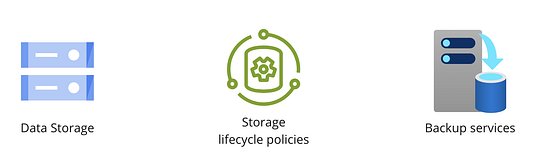 Data Storage
Storage
lifecycle policies
Backup services